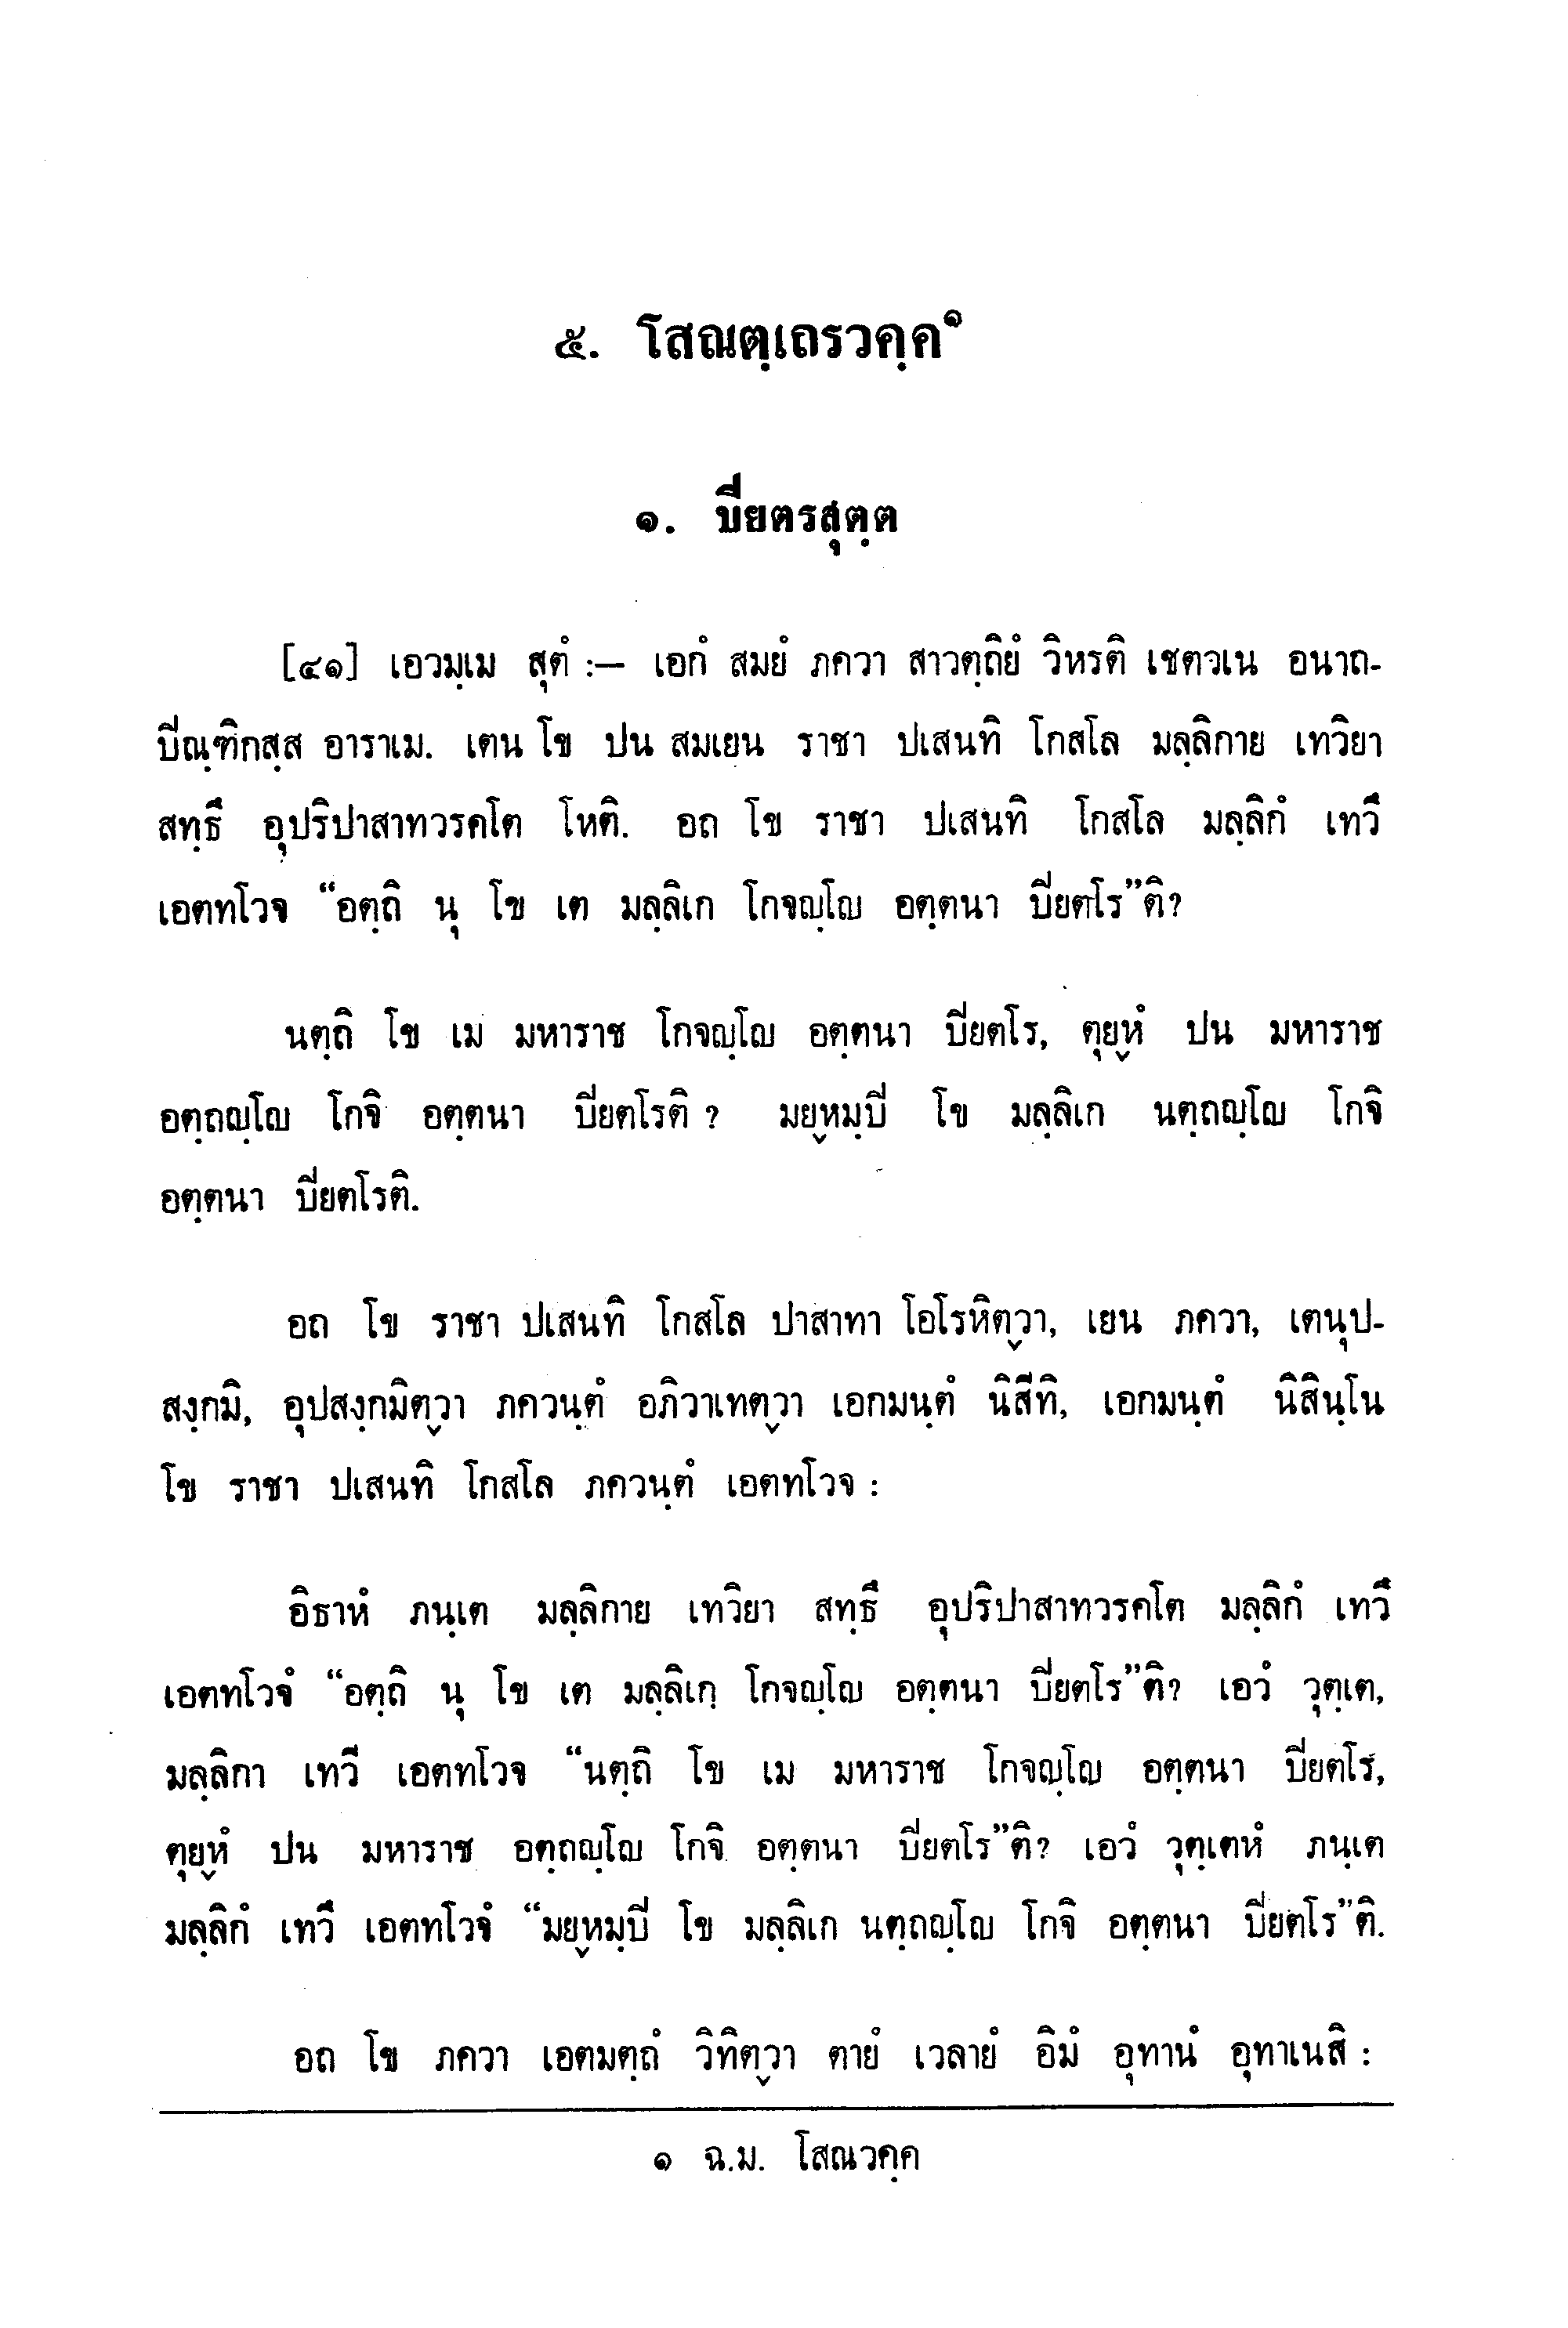 ๕. โสณตฺเถรวคฺค๑
๑. ปิยตรสุตฺต
[๔๑] เอวมฺเม สุตํ :— เอกํ สมยํ ภควา สาวตฺถิยํ วิหรติ เชตวเน อนาถ-
ปิณฺฑิกสฺส อาราเม. เตน โข ปน สมเยน ราชา ปเสนทิ โกสโล มลฺลิกาย เทวิยา
สทฺธึ อุปริปาสาทวรคโต โหติ. อถ โข ราชา ปเสนทิ โกสโล มลฺลิกํ เทวึ
เอตทโวจ “อตฺถิ นุ โข เต มลฺลิเก โกจญฺโญ อตฺตนา ปิยตโร”ติ?
นตฺถิ โข เม มหาราช โกจญฺโญ อตฺตนา ปิยตโร, ตุยฺหํ ปน มหาราช
อตฺถญฺโญ โกจิ อตฺตนา ปิยตโรติ ? มยฺหมฺปิ โข มลฺลิเก นตฺถญฺโญ โกจิ
อตฺตนา ปิยตโรติ.
อถ โข ราชา ปเสนทิ โกสโล ปาสาทา โอโรหิตฺวา, เยน ภควา, เตนุป-
สงฺกมิ, อุปสงฺกมิตฺวา ภควนฺตํ อภิวาเทตฺวา เอกมนฺตํ นิสีทิ, เอกมนฺตํ นิสินฺโน
โข ราชา ปเสนทิ โกสโล ภควนฺตํ เอตทโวจ :
อิธาหํ ภนฺเต มลฺลิกาย เทวิยา สทฺธึ อุปริปาสาทวรคโต มลฺลิกํ เทวึ
เอตทโวจํ “อตฺถิ นุ โข เต มลฺลิเก โกจญฺโญ อตฺตนา ปิยตโร”ติ? เอวํ วุตฺเต,
มลฺลิกา เทวี เอตทโวจ “นตฺถิ โข เม มหาราช โกจญฺโญ อตฺตนา ปิยตโร,
ตุยฺหํ ปน มหาราช อตฺถญฺโญ โกจิ อตฺตนา ปิยตโร”ติ? เอวํ วุตฺเตหํ ภนฺเต
มลฺลิกํ เทวึ เอตทโวจํ “มยฺหมฺปิ โข มลฺลิเก นตฺถญฺโญ โกจิ อตฺตนา ปิยตโร”ติ.
อถ โข ภควา เอตมตฺถํ วิทิตฺวา ตายํ เวลายํ อิมํ อุทานํ อุทาเนสิ :
๑ ฉ.ม. โสณวคฺค